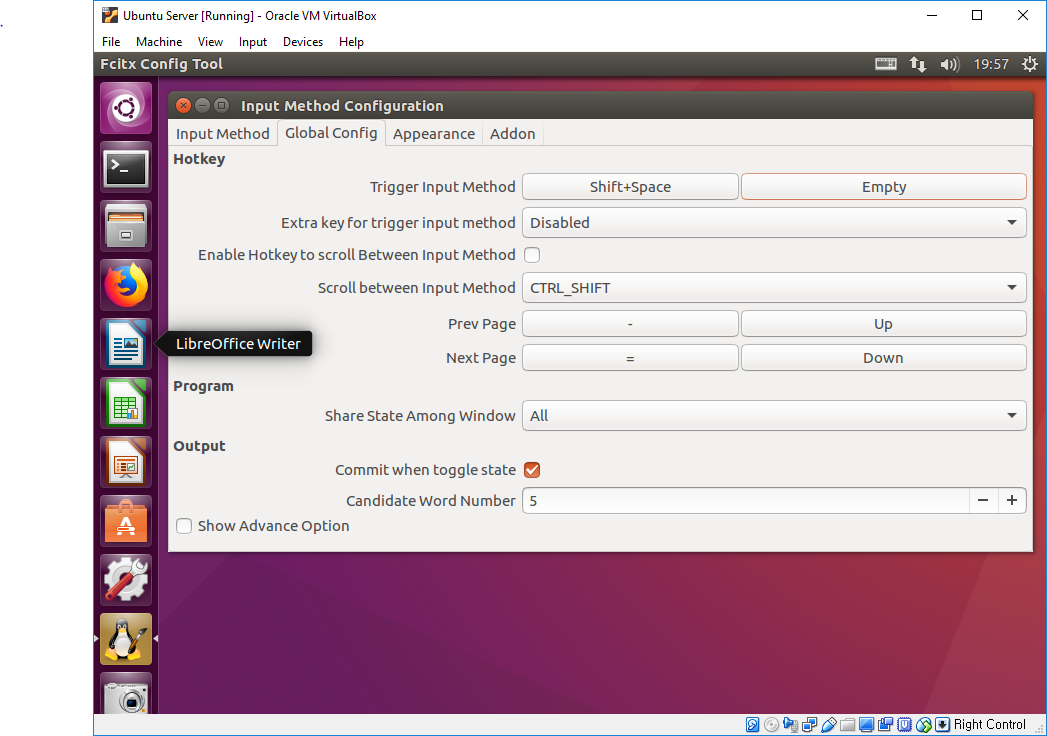 .
Ubuntu Server [Running] - Oracle VM VirtualBox
File Machine View Input Devices Help
Fcitx Config Tool 19:57
Input Method Configuration
Input Method Global Config Appearance Addon
Hotkey
Trigger Input Method Shift+Space Empty
Extra key for trigger input method Disabled
Enable Hotkey to scroll Between Input Method
Scroll between Input Method CTRL_SHIFT
Prev Page - Up
LibreOffice Writer
Next Page = Down
Program
Share State Among Window All
Output
Commit when toggle state
Candidate Word Number 5 − +
Show Advance Option
Right Control